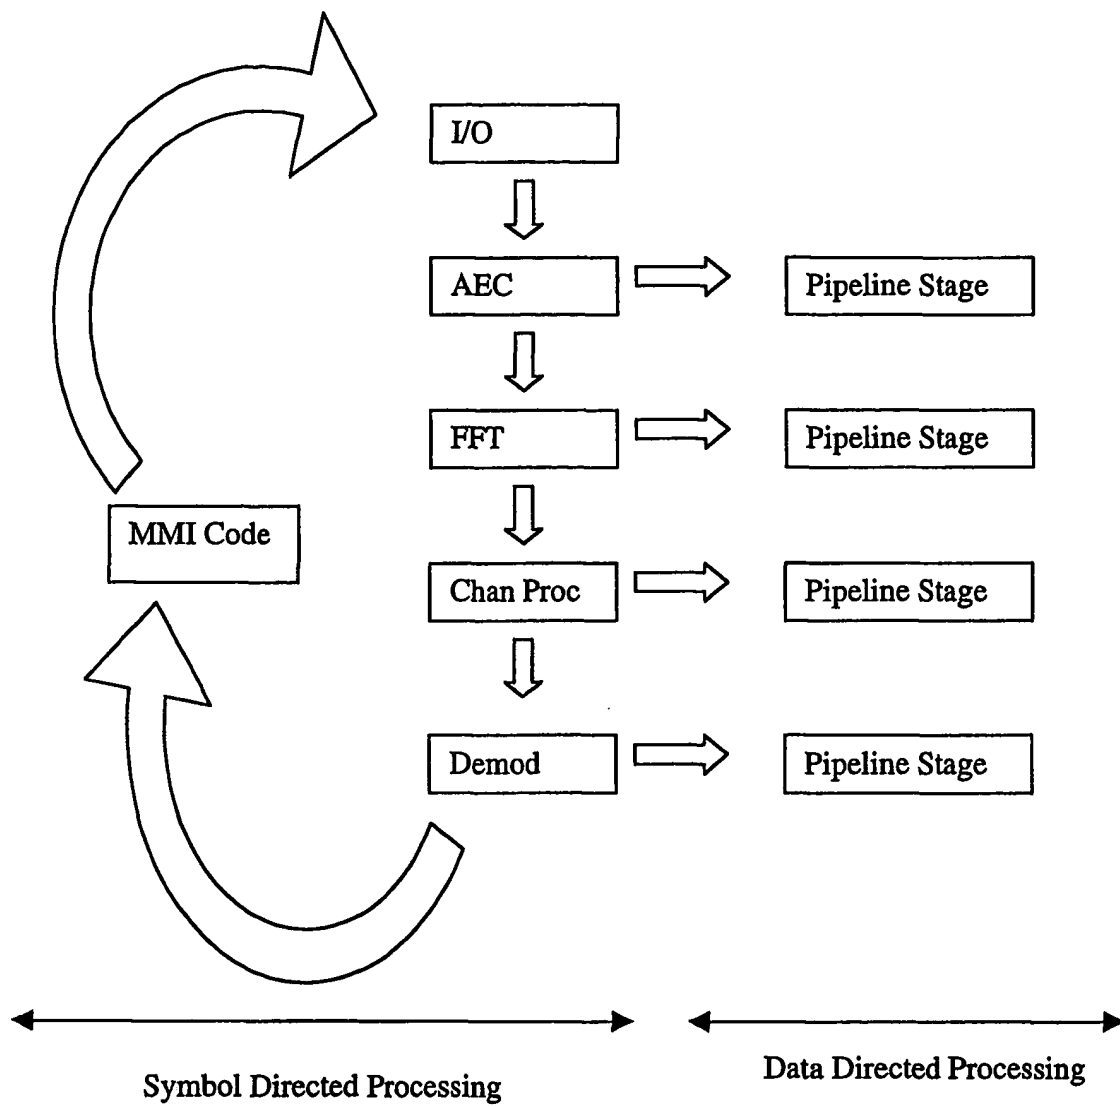 I/O
AEC
Pipeline Stage
FFT
Pipeline Stage
MMI Code
Chan Proc
Pipeline Stage
Demod
Pipeline Stage
Symbol Directed Processing
Data Directed Processing